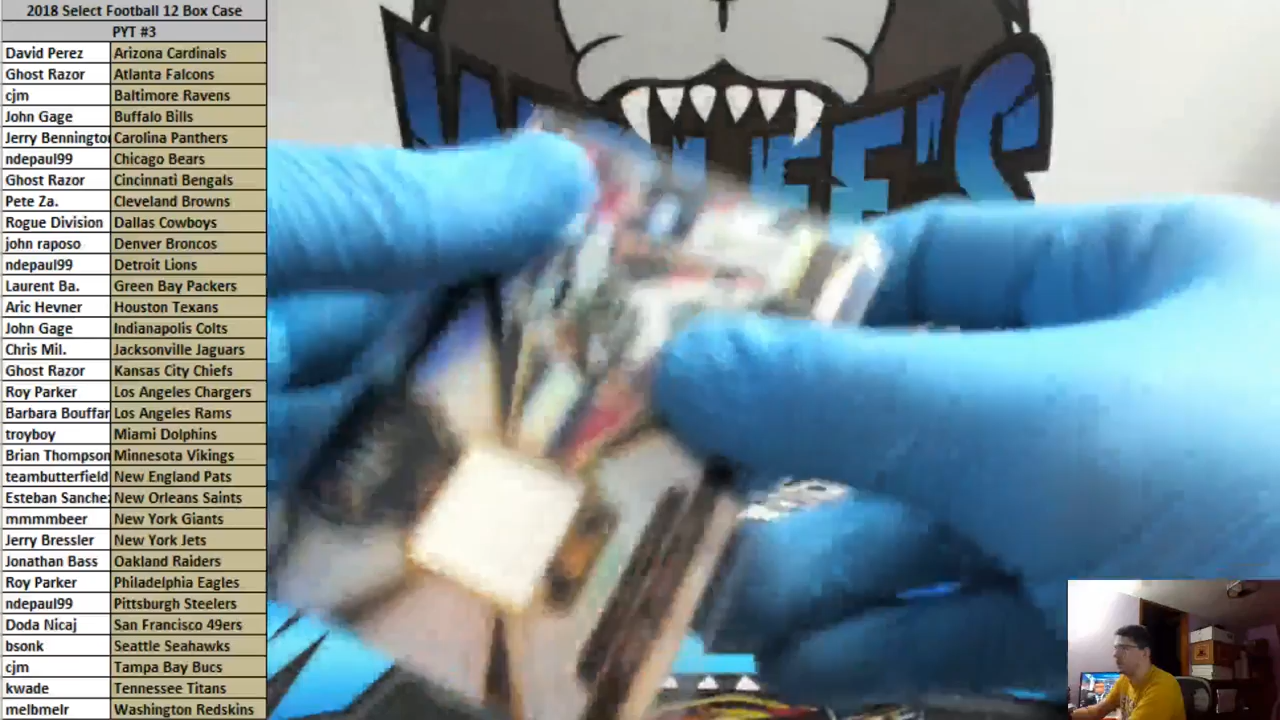 2018 Select Football 12 Box Case
PYT #3
David Perez Arizona Cardinals
Ghost Razor Atlanta Falcons
cjm Baltimore Ravens
John Gage Buffalo Bills
Jerry Benningto Carolina Panthers
ndepaul99 Chicago Bears
Ghost Razor Cincinnati Bengals
Pete Za. Cleveland Browns
Rogue Division Dallas Cowboys
john raposo Denver Broncos
ndepaul99 Detroit Lions
Laurent Ba. Green Bay Packers
Aric Hevner Houston Texans
John Gage Indianapolis Colts
Chris Mil. Jacksonville Jaguars
Ghost Razor Kansas City Chiefs
Roy Parker Los Angeles Chargers
Barbara Bouffar Los Angeles Rams
troyboy Miami Dolphins
Brian Thompson Minnesota Vikings
teambutterfield New England Pats
Esteban Sanchez New Orleans Saints
mmmmbeer New York Giants
Jerry Bressler New York Jets
Jonathan Bass Oakland Raiders
Roy Parker Philadelphia Eagles
ndepaul99 Pittsburgh Steelers
Doda Nicaj San Francisco 49ers
bsonk Seattle Seahawks
cjm Tampa Bay Bucs
kwade Tennessee Titans
melbmelr Washington Redskins